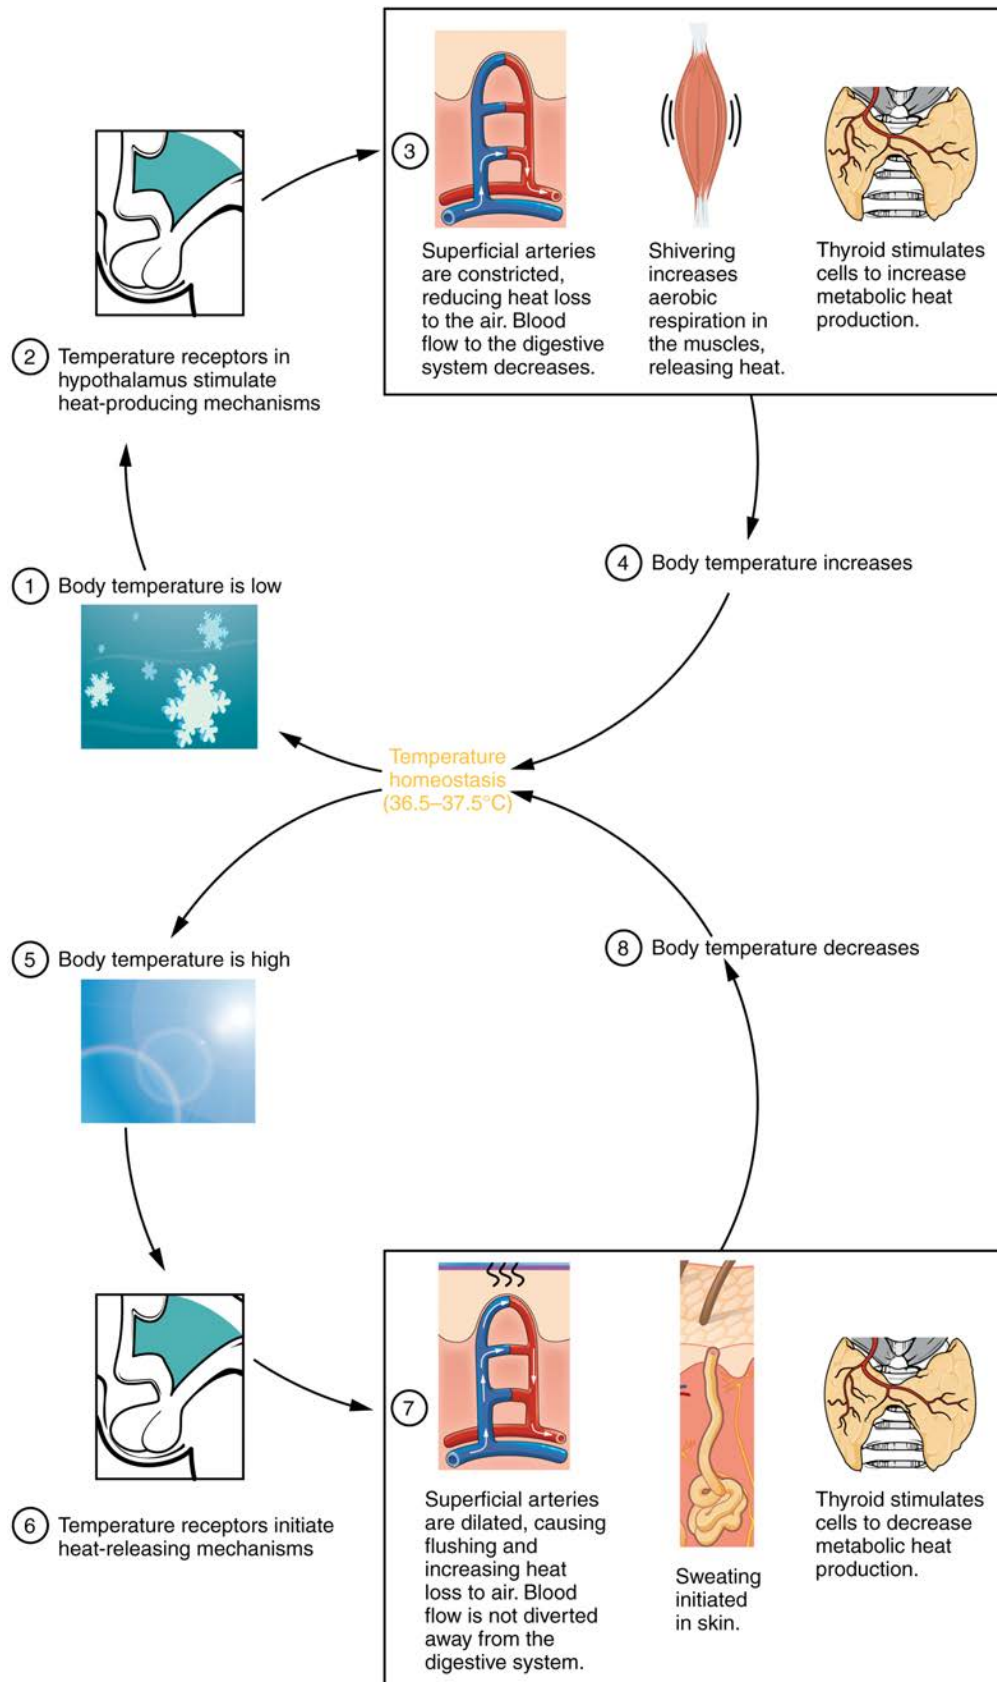 3
Superficial arteries
are constricted,
reducing heat loss
to the air. Blood
flow to the digestive
system decreases.
Shivering
increases
aerobic
respiration in
the muscles,
releasing heat.
Thyroid stimulates
cells to increase
metabolic heat
production.
2 Temperature receptors in
hypothalamus stimulate
heat-producing mechanisms
1 Body temperature is low
4 Body temperature increases
Temperature
homeostasis
(36.5–37.5°C)
5 Body temperature is high
8 Body temperature decreases
7
6 Temperature receptors initiate
heat-releasing mechanisms
Superficial arteries
are dilated, causing
flushing and
increasing heat
loss to air. Blood
flow is not diverted
away from the
digestive system.
Sweating
initiated
in skin.
Thyroid stimulates
cells to decrease
metabolic heat
production.